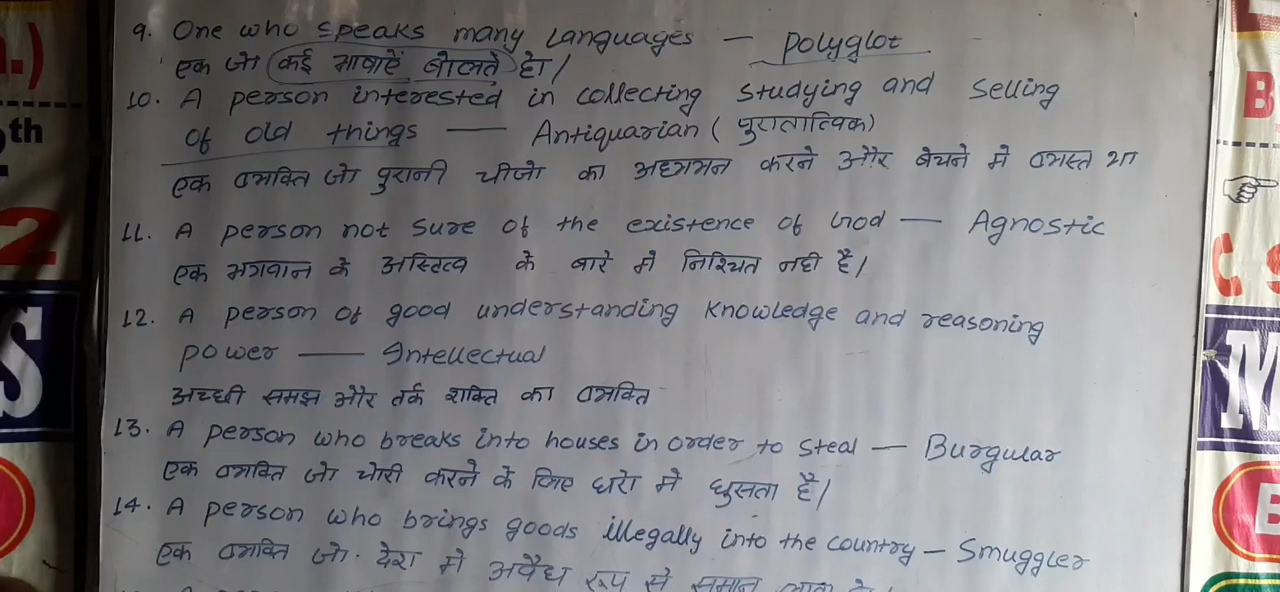 9. One who speaks many languages — polyglot
एक जो कई भाषाऐं बोलते हो।
10. A person interested in collecting studying and selling
of old things — Antiquarian (पुरातात्विक)
एक व्यक्ति जो पुरानी चीजो का अध्ययन करने और बेचने मे व्यस्त था
11. A person not sure of the existence of God — Agnostic
एक भगवान के अस्तित्व के बारे मे निश्चित नही है।
12. A person of good understanding knowledge and reasoning
power — Intellectual
अच्छी समझ और तर्क शक्ति का व्यक्ति
13. A person who breaks into houses in order to steal — Burgular
एक व्यक्ति जो चोरी करने के लिए घरो मे घुसता है।
14. A person who brings goods illegally into the country — Smuggler
एक व्यक्ति जो देश मे अवैध रूप से समान
.)
th
2
S
B
C S
M
E